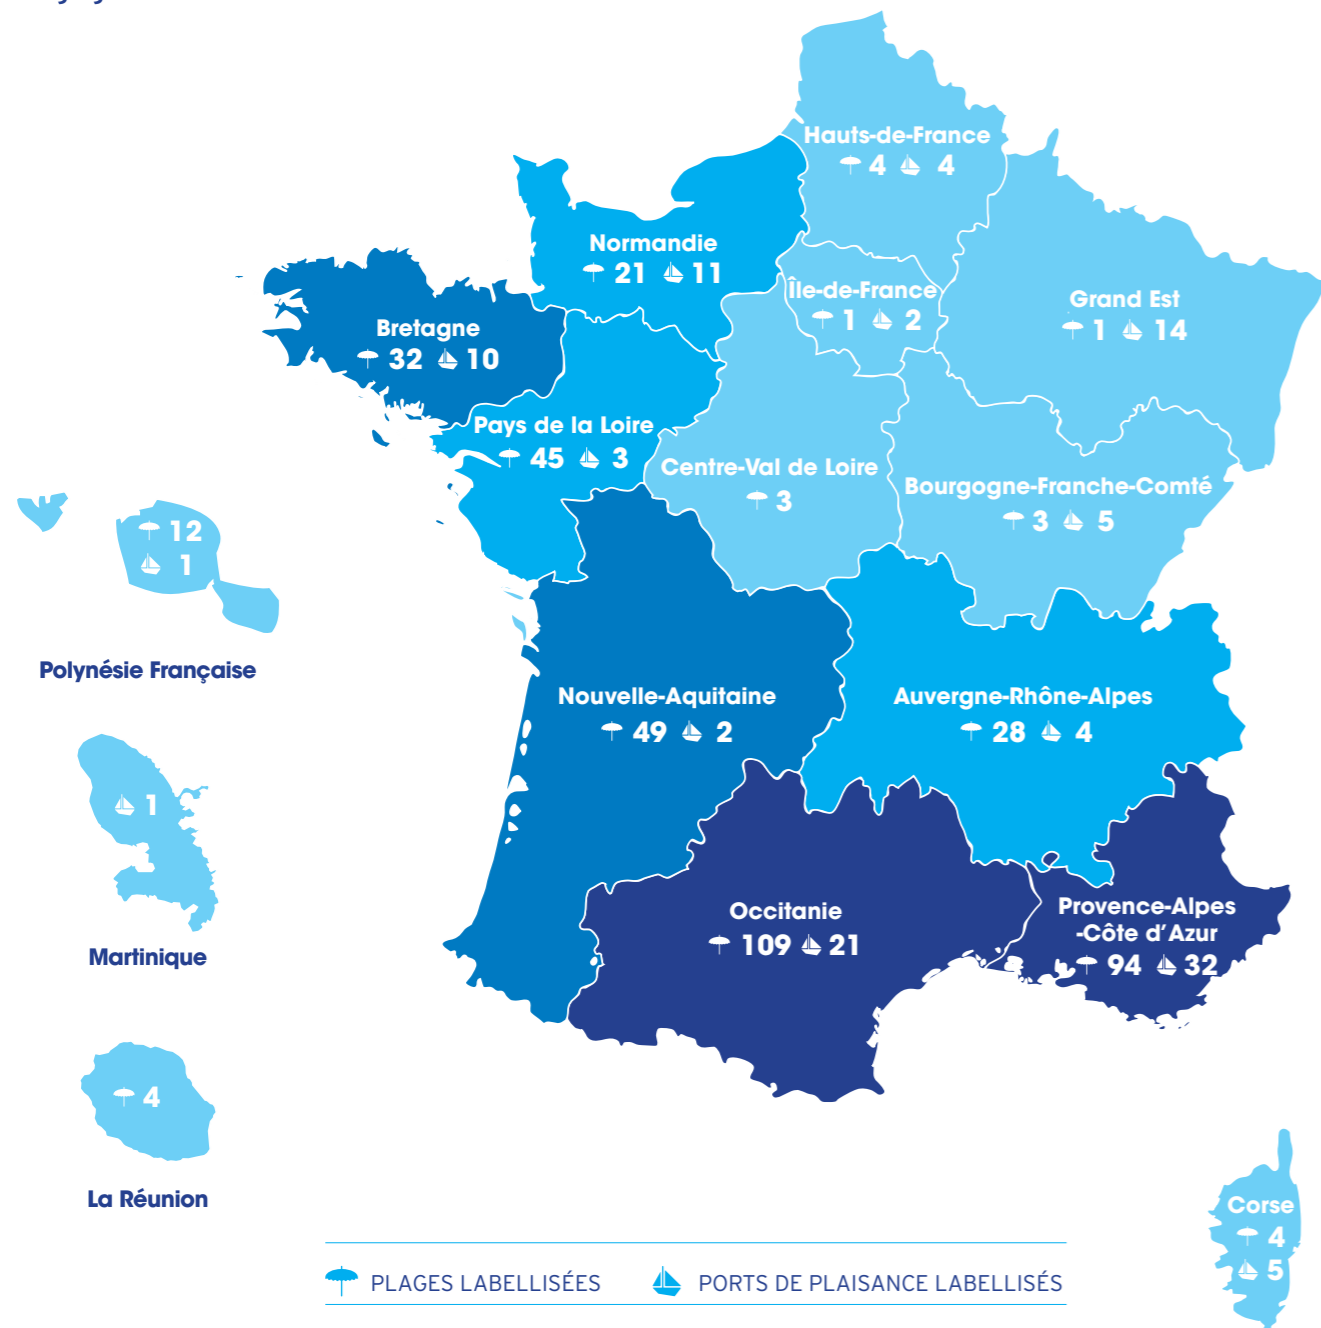 Hauts-de-France
4 4
Normandie
21 11
Île-de-France
1 2
Grand Est
1 14
Bretagne
32 10
Pays de la Loire
45 3
Centre-Val de Loire
3
Bourgogne-Franche-Comté
3 5
12
1
Polynésie Française
Nouvelle-Aquitaine
49 2
Auvergne-Rhône-Alpes
28 4
1
Martinique
Occitanie
109 21
Provence-Alpes
-Côte d'Azur
94 32
4
La Réunion
Corse
4
5
PLAGES LABELLISÉES PORTS DE PLAISANCE LABELLISÉS